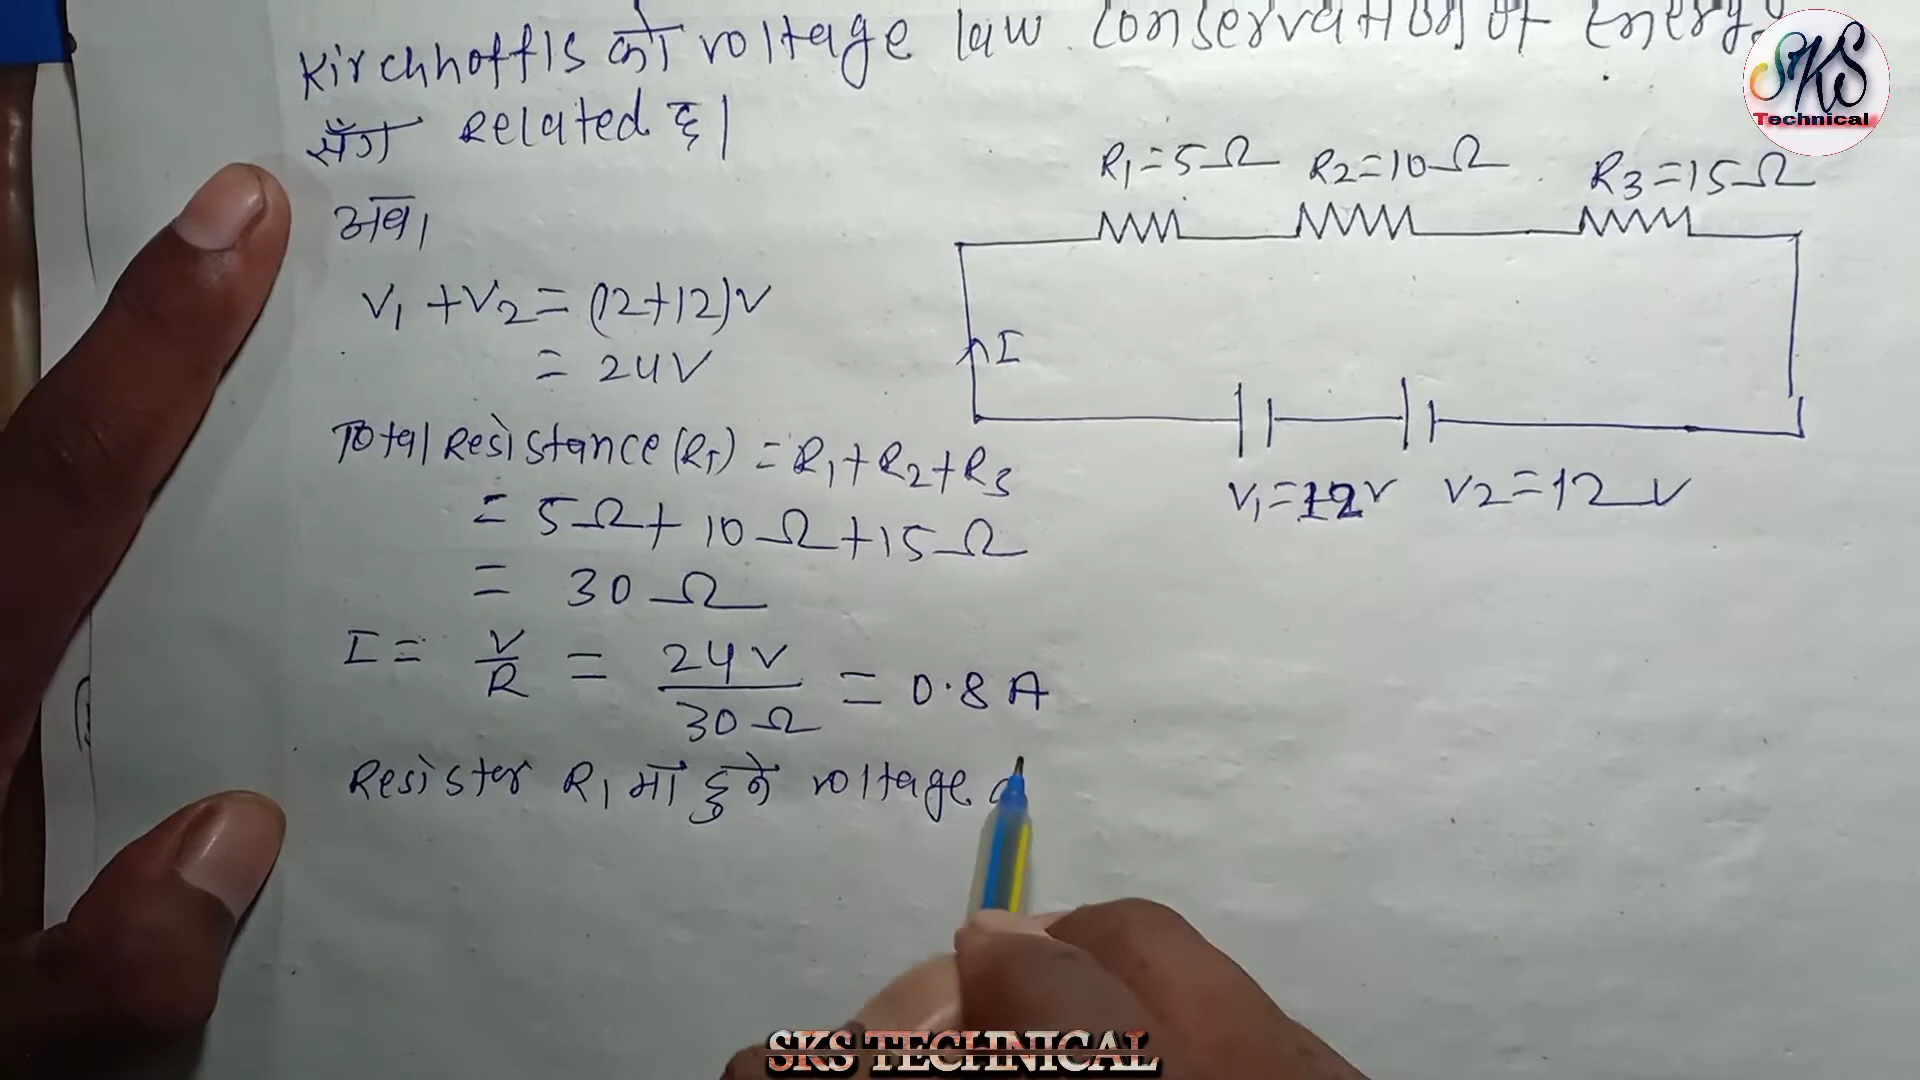 Kirchhoff's को voltage law conservation of Energy
सँग Related छ।
अब।
V1 + V2 = (12+12)V
= 24V
Total Resistance (RT) = R1 + R2 + R3
= 5Ω + 10Ω + 15Ω
= 30Ω
I = V/R = 24V/30Ω = 0.8 A
Resister R1 मा हुने voltage
R1 = 5Ω R2 = 10Ω R3 = 15Ω
I
V1 = 12V V2 = 12V
SKS
Technical
SKS TECHNICAL